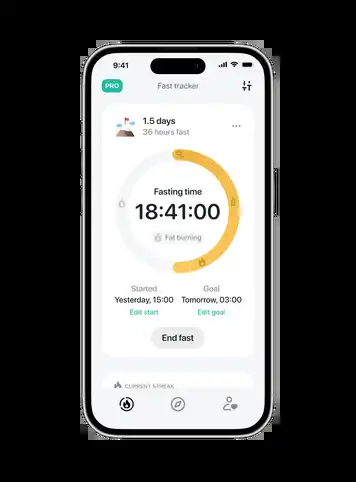 9:41
PRO
Fast tracker
1.5 days
36 hours fast
Fasting time
18:41:00
Fat burning
Started
Goal
Yesterday, 15:00
Tomorrow, 03:00
Edit start
Edit goal
End fast
CURRENT STREAK